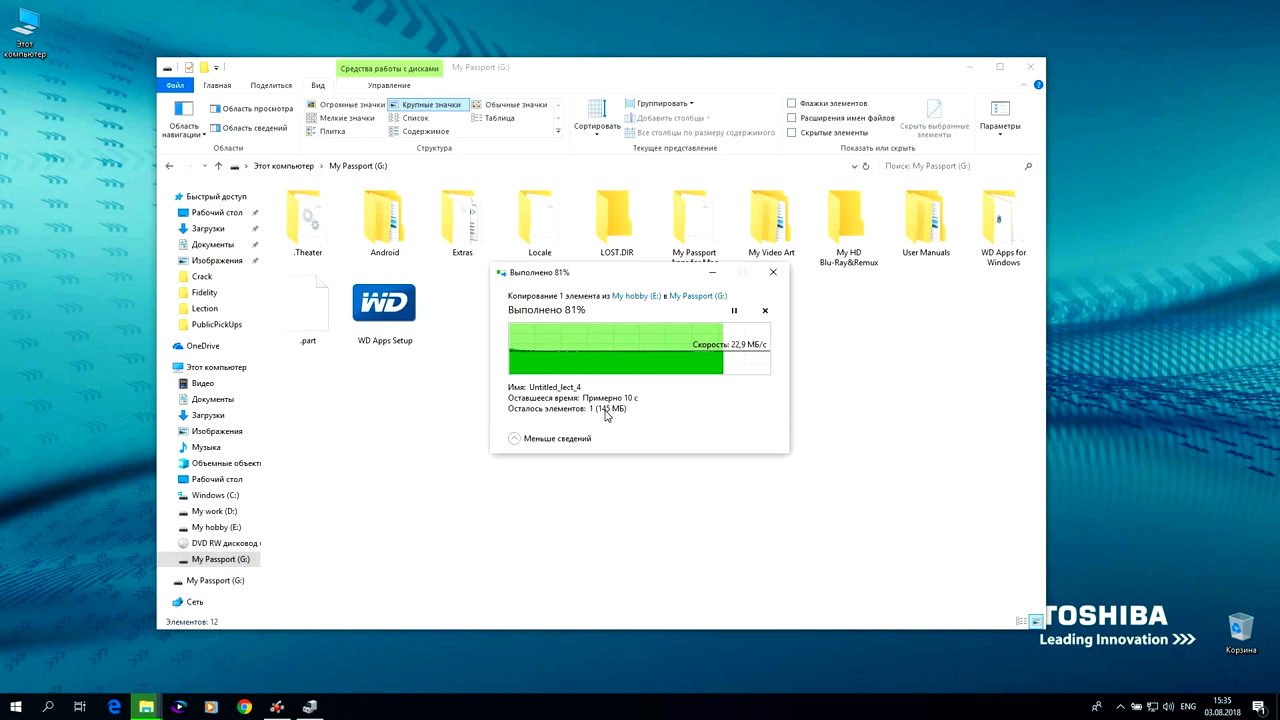 Этот
компьютер
Средства работы с дисками
My Passport (G:)
Файл
Главная
Поделиться
Вид
Управление
Область
навигации
Область просмотра
Область сведений
Области
Огромные значки
Крупные значки
Обычные значки
Мелкие значки
Список
Таблица
Плитка
Содержимое
Структура
Сортировать
Группировать
Добавить столбцы
Все столбцы по размеру содержимого
Текущее представление
Флажки элементов
Расширения имен файлов
Скрытые элементы
Скрыть выбранные
элементы
Показать или скрыть
Параметры
Этот компьютер
My Passport (G:)
Поиск: My Passport (G:)
Быстрый доступ
Рабочий стол
Загрузки
Документы
Изображения
Crack
Fidelity
Lection
PublicPickUps
OneDrive
Этот компьютер
Видео
Документы
Загрузки
Изображения
Музыка
Объемные объекты
Рабочий стол
Windows (C:)
My work (D:)
My hobby (E:)
DVD RW дисковод
My Passport (G:)
My Passport (G:)
Сеть
.Theater
Android
Extras
Locale
LOST.DIR
My Passport
My Video Art
My HD
Blu-Ray&Remux
User Manuals
WD Apps for
Windows
.part
WD
WD Apps Setup
Выполнено 81%
Копирование 1 элемента из My hobby (E:) в My Passport (G:)
Выполнено 81%
Скорость: 22,9 МБ/с
Имя: Untitled_lect_4
Оставшееся время: Примерно 10 с
Осталось элементов: 1 (145 МБ)
Меньше сведений
Элементов: 12
TOSHIBA
Leading Innovation >>>
Корзина
ENG
15:35
03.08.2018